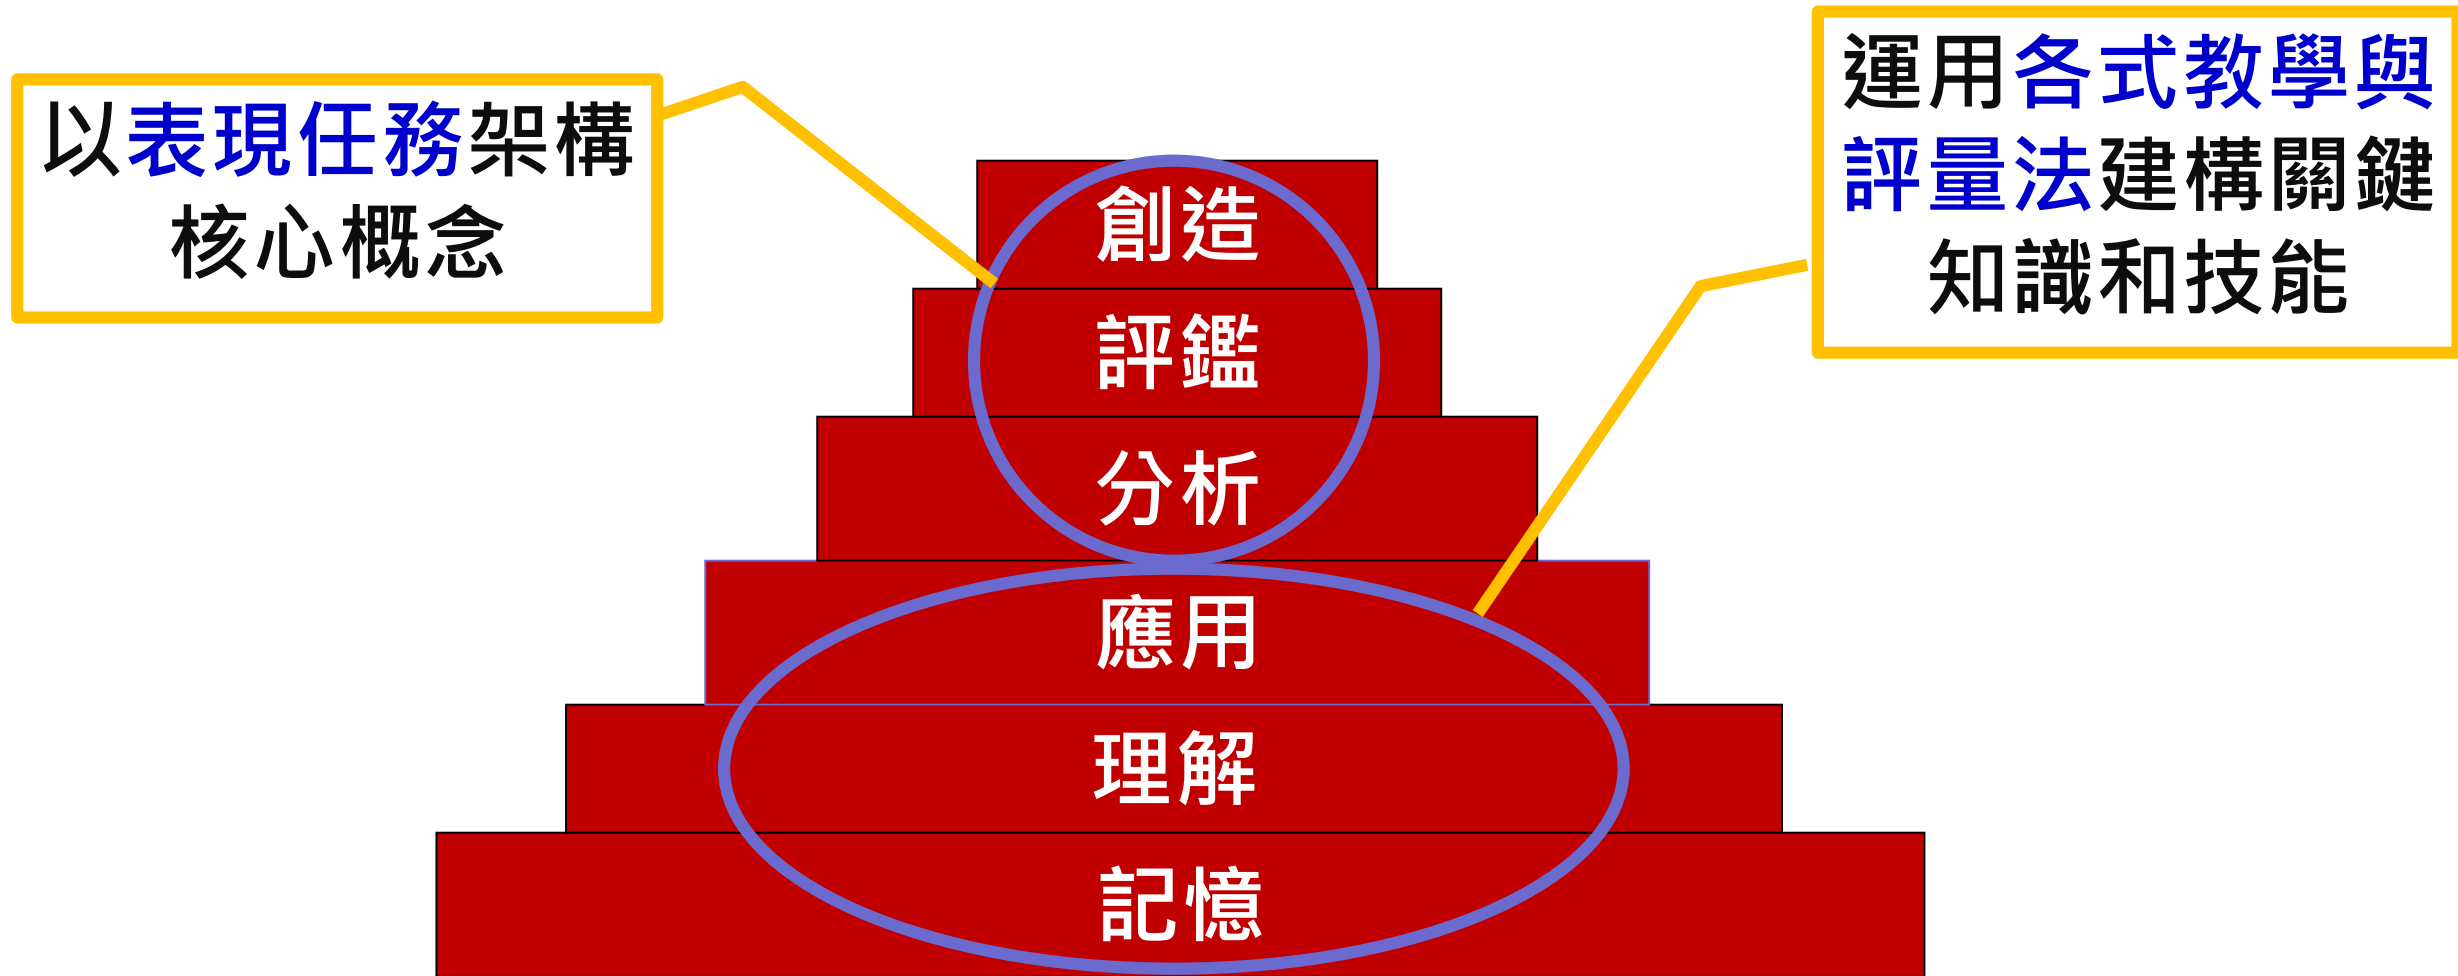 以表現任務架構
核心概念
運用各式教學與
評量法建構關鍵
知識和技能
創造
評鑑
分析
應用
理解
記憶